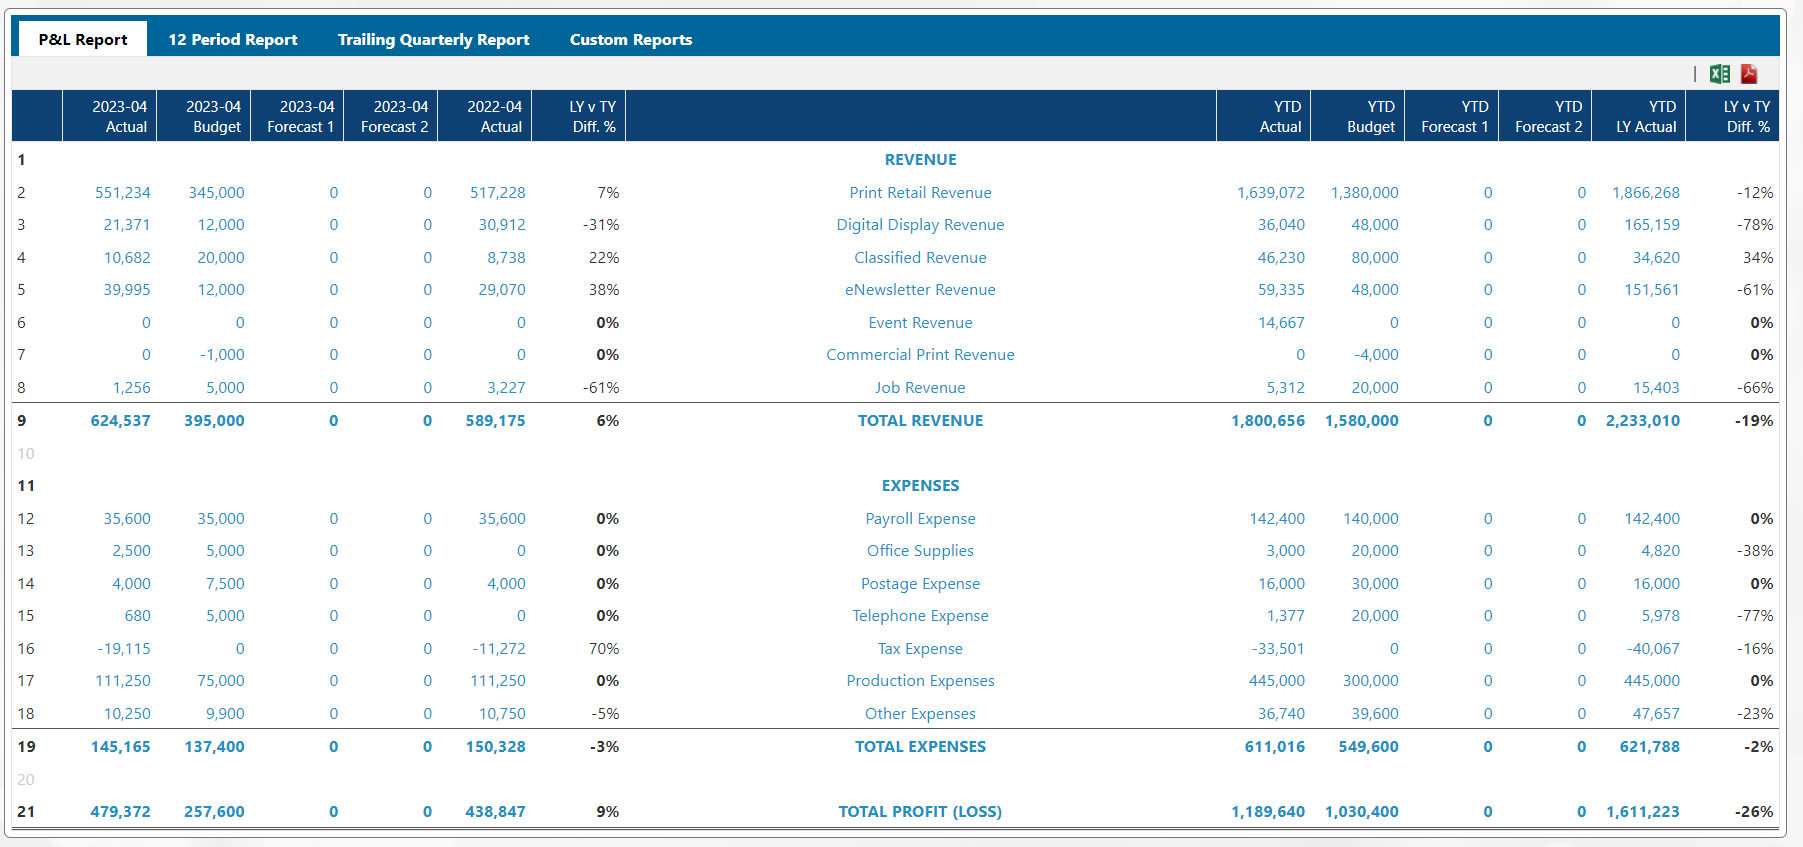 P&L Report 12 Period Report Trailing Quarterly Report Custom Reports
2023-04 2023-04 2023-04 2023-04 2022-04 LY v TY YTD YTD YTD YTD YTD LY v TY
Actual Budget Forecast 1 Forecast 2 Actual Diff. % Actual Budget Forecast 1 Forecast 2 LY Actual Diff. %
1 REVENUE
2 551,234 345,000 0 0 517,228 7% Print Retail Revenue 1,639,072 1,380,000 0 0 1,866,268 -12%
3 21,371 12,000 0 0 30,912 -31% Digital Display Revenue 36,040 48,000 0 0 165,159 -78%
4 10,682 20,000 0 0 8,738 22% Classified Revenue 46,230 80,000 0 0 34,620 34%
5 39,995 12,000 0 0 29,070 38% eNewsletter Revenue 59,335 48,000 0 0 151,561 -61%
6 0 0 0 0 0 0% Event Revenue 14,667 0 0 0 0 0%
7 0 -1,000 0 0 0 0% Commercial Print Revenue 0 -4,000 0 0 0 0%
8 1,256 5,000 0 0 3,227 -61% Job Revenue 5,312 20,000 0 0 15,403 -66%
9 624,537 395,000 0 0 589,175 6% TOTAL REVENUE 1,800,656 1,580,000 0 0 2,233,010 -19%
10
11 EXPENSES
12 35,600 35,000 0 0 35,600 0% Payroll Expense 142,400 140,000 0 0 142,400 0%
13 2,500 5,000 0 0 0 0% Office Supplies 3,000 20,000 0 0 4,820 -38%
14 4,000 7,500 0 0 4,000 0% Postage Expense 16,000 30,000 0 0 16,000 0%
15 680 5,000 0 0 0 0% Telephone Expense 1,377 20,000 0 0 5,978 -77%
16 -19,115 0 0 0 -11,272 70% Tax Expense -33,501 0 0 0 -40,067 -16%
17 111,250 75,000 0 0 111,250 0% Production Expenses 445,000 300,000 0 0 445,000 0%
18 10,250 9,900 0 0 10,750 -5% Other Expenses 36,740 39,600 0 0 47,657 -23%
19 145,165 137,400 0 0 150,328 -3% TOTAL EXPENSES 611,016 549,600 0 0 621,788 -2%
20
21 479,372 257,600 0 0 438,847 9% TOTAL PROFIT (LOSS) 1,189,640 1,030,400 0 0 1,611,223 -26%